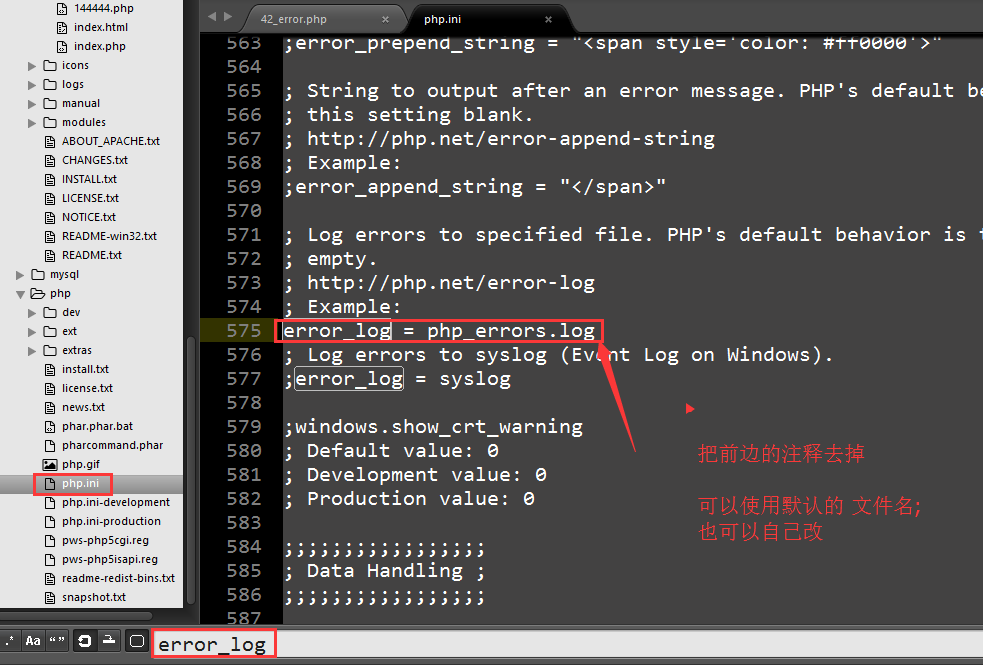 144444.php
index.html
index.php
icons
logs
manual
modules
ABOUT_APACHE.txt
CHANGES.txt
INSTALL.txt
LICENSE.txt
NOTICE.txt
README-win32.txt
README.txt
mysql
php
dev
ext
extras
install.txt
license.txt
news.txt
phar.phar.bat
pharcommand.phar
php.gif
php.ini
php.ini-development
php.ini-production
pws-php5cgi.reg
pws-php5isapi.reg
readme-redist-bins.txt
snapshot.txt
42_error.php × php.ini ×
563 ;error_prepend_string = "<span style='color: #ff0000'>"
564
565 ; String to output after an error message. PHP's default be
566 ; this setting blank.
567 ; http://php.net/error-append-string
568 ; Example:
569 ;error_append_string = "</span>"
570
571 ; Log errors to specified file. PHP's default behavior is t
572 ; empty.
573 ; http://php.net/error-log
574 ; Example:
575 error_log = php_errors.log
576 ; Log errors to syslog (Event Log on Windows).
577 ;error_log = syslog
578
579 ;windows.show_crt_warning
580 ; Default value: 0
581 ; Development value: 0
582 ; Production value: 0
583
584 ;;;;;;;;;;;;;;;;;
585 ; Data Handling ;
586 ;;;;;;;;;;;;;;;;;
587
把前边的注释去掉
可以使用默认的 文件名;
也可以自己改
.* Aa “” error_log